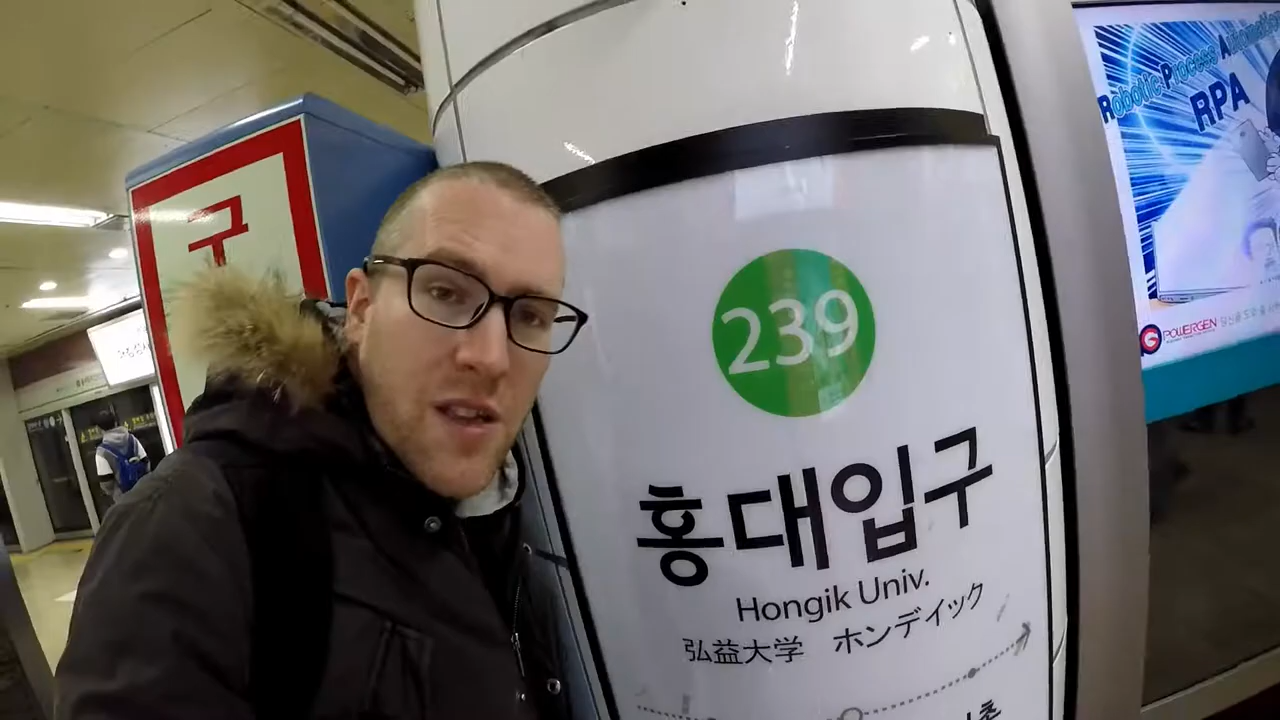 구
239
홍대입구
Hongik Univ.
弘益大学 ホンデイック
Robotic Process Automation
RPA
POWERGEN